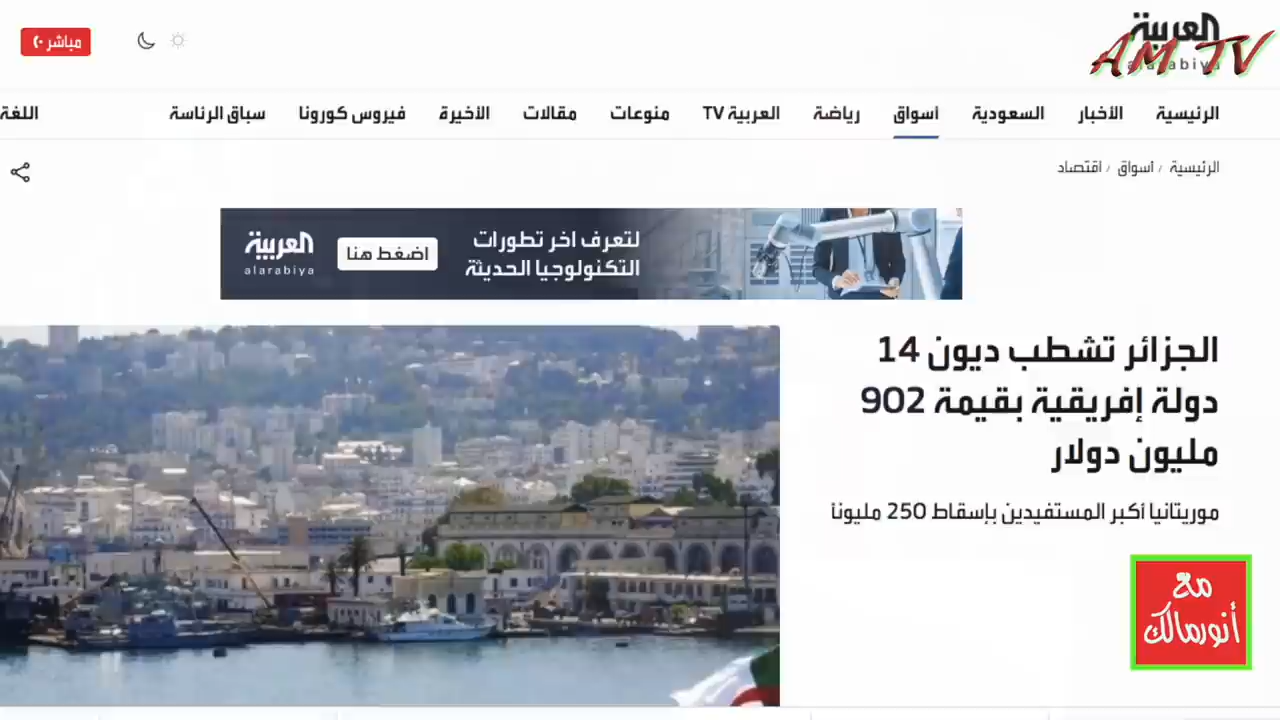 العربية
alarabiya
AM TV
مباشر
الرئيسية الأخبار السعودية أسواق رياضة العربية TV منوعات مقالات الأخيرة فيروس كورونا سباق الرئاسة اللغة
الرئيسية / أسواق / اقتصاد
لتعرف اخر تطورات
التكنولوجيا الحديثة
اضغط هنا
العربية
alarabiya
الجزائر تشطب ديون 14
دولة إفريقية بقيمة 902
مليون دولار
موريتانيا أكبر المستفيدين بإسقاط 250 مليونا
مع
أنورمالك